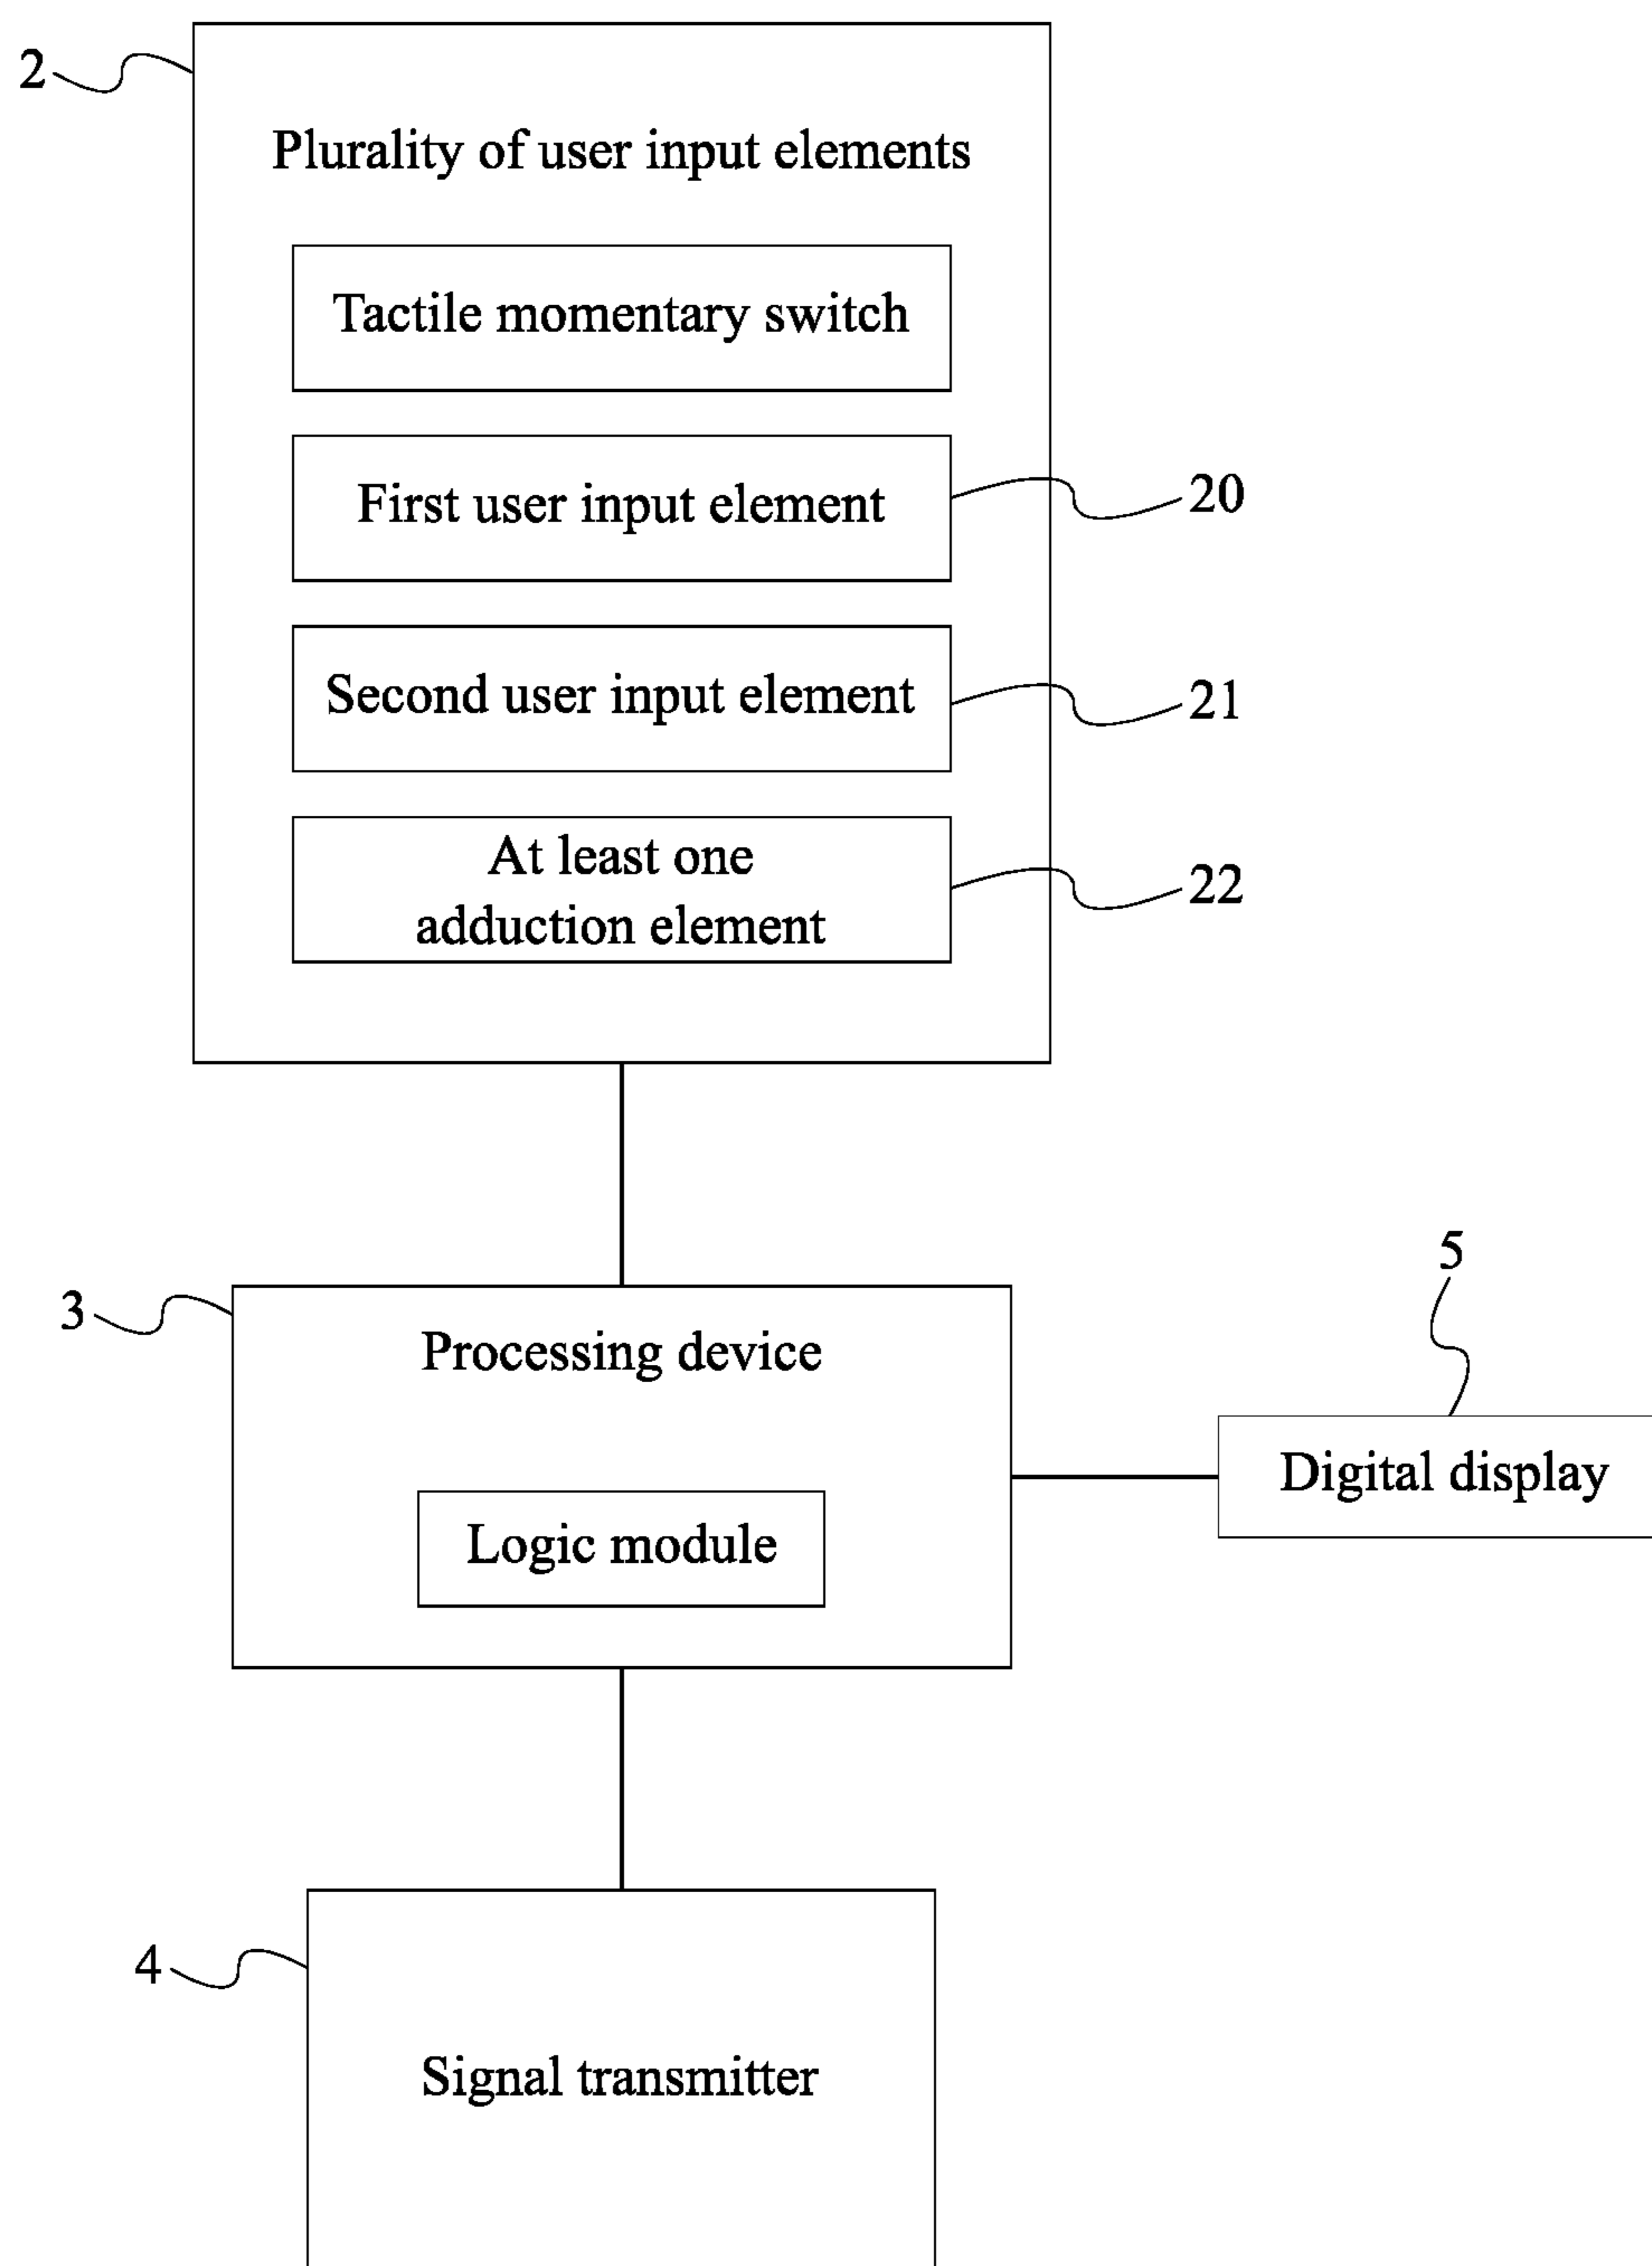 2
Plurality of user input elements
Tactile momentary switch
First user input element
20
Second user input element
21
At least one
adduction element
22
3
Processing device
5
Digital display
Logic module
4
Signal transmitter